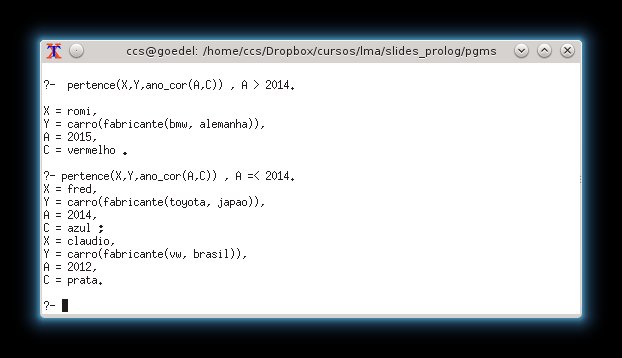 ccs@goedel: /home/ccs/Dropbox/cursos/lma/slides_prolog/pgms
?-  pertence(X,Y,ano_cor(A,C)) , A > 2014.
X = romi,
Y = carro(fabricante(bmw, alemanha)),
A = 2015,
C = vermelho .
?- pertence(X,Y,ano_cor(A,C)) , A =< 2014.
X = fred,
Y = carro(fabricante(toyota, japao)),
A = 2014,
C = azul ;
X = claudio,
Y = carro(fabricante(vw, brasil)),
A = 2012,
C = prata.
?-